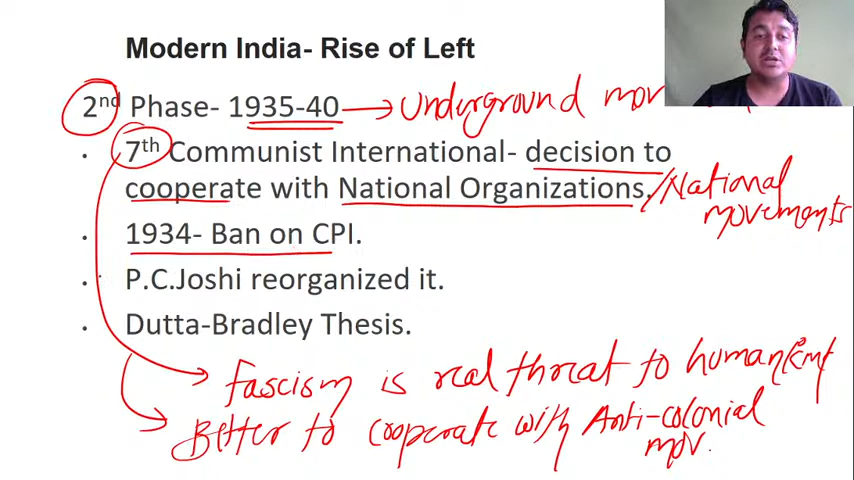 Modern India- Rise of Left
2nd Phase- 1935-40 → Underground mov
• 7th Communist International- decision to
cooperate with National Organizations. /National
movements
• 1934- Ban on CPI.
• P.C.Joshi reorganized it.
• Dutta-Bradley Thesis.
→ Fascism is real threat to human
→ Better to cooperate with Anti-colonial
mov.